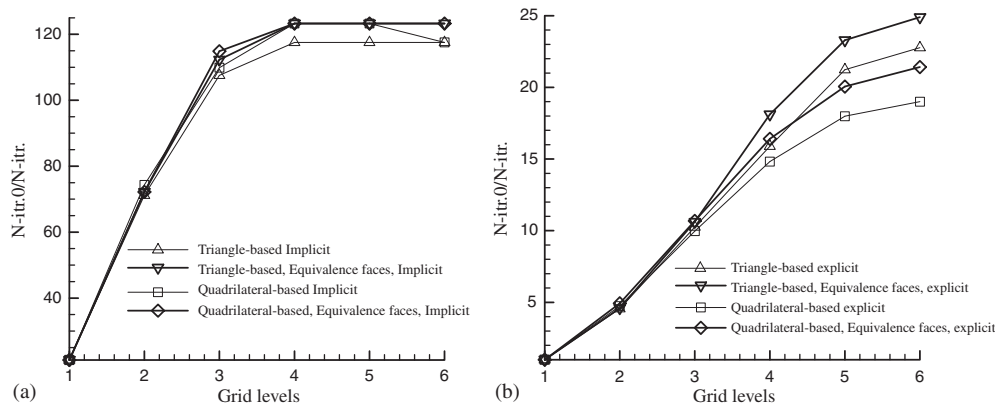 120
100
80
60
40
N-itr.0/N-itr.
Triangle-based Implicit
Triangle-based, Equivalence faces, Implicit
Quadrilateral-based Implicit
Quadrilateral-based, Equivalence faces, Implicit
1 2 3 4 5 6
(a)
Grid levels
25
20
15
10
5
N-itr.0/N-itr.
Triangle-based explicit
Triangle-based, Equivalence faces, explicit
Quadrilateral-based explicit
Quadrilateral-based, Equivalence faces, explicit
1 2 3 4 5 6
(b)
Grid levels